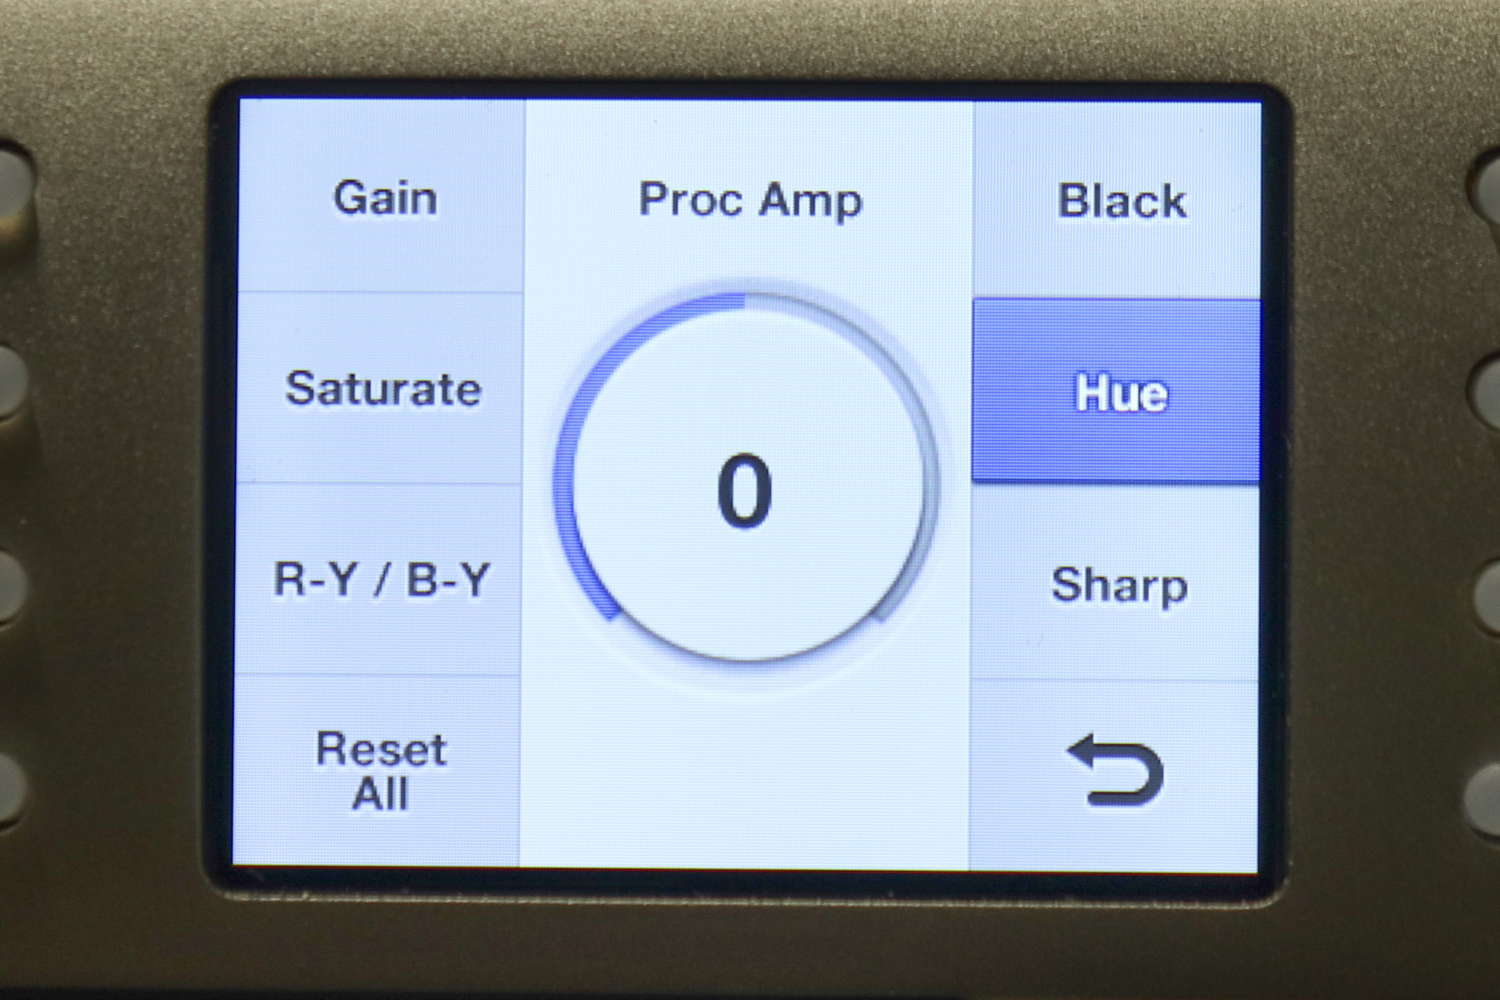 Gain
Proc Amp
Black
Saturate
Hue
0
R-Y / B-Y
Sharp
Reset
All